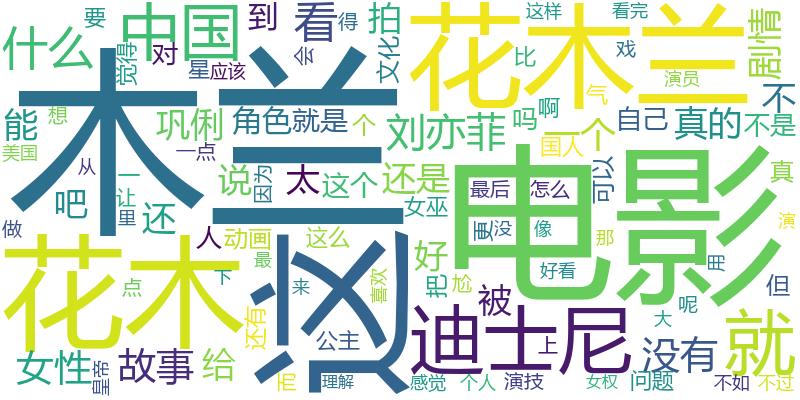 要 中国 到 看 得 拍 这样 看完
什么 觉得 对 会 文化 花木兰 比 戏 剧情
木兰 星 应该 演员
能 想 巩俐 角色 就是 个 刘亦菲 吗 啊 气 自己 真的 不是 不
美国 从 一点 一个 国人
吧 一 让 里 说 因为 太 这个 还是 最后 怎么 可以 真
做 还 人 动画 这么 女巫 更 没 像 那 演
花木 没 电影
点 下 最 来 喜欢 好 把 尬 好看 用 但
还有 公主 被 迪士尼 上 大 呢 就
女性 皇帝 故事 给 而 理解 感觉 个人 演技 女权 没有 问题 不如 不过